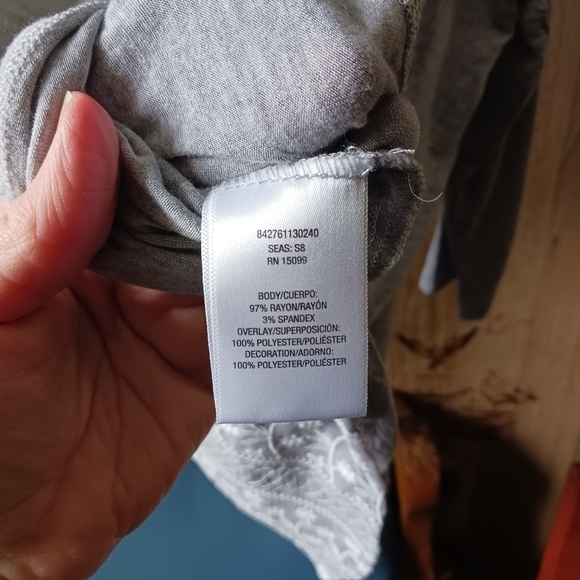 842761130240
SEAS: S8
RN 15099
BODY/CUERPO:
97% RAYON/RAYÓN
3% SPANDEX
OVERLAY/SUPERPOSICIÓN:
100% POLYESTER/POLIÉSTER
DECORATION/ADORNO:
100% POLYESTER/POLIÉSTER